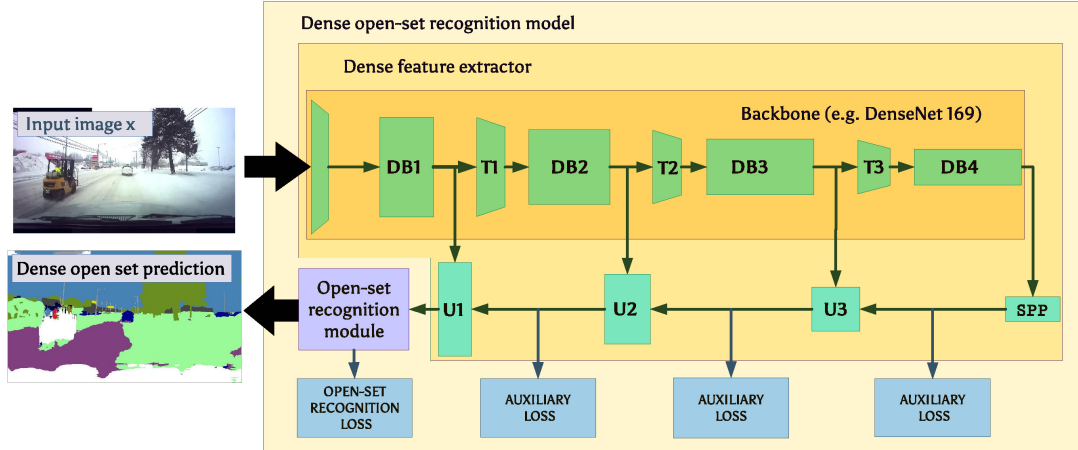 Dense open-set recognition model
Dense feature extractor
Backbone (e.g. DenseNet 169)
Input image x
DB1
T1
DB2
T2
DB3
T3
DB4
Dense open set prediction
Open-set
recognition
module
U1
U2
U3
SPP
OPEN-SET
RECOGNITION
LOSS
AUXILIARY
LOSS
AUXILIARY
LOSS
AUXILIARY
LOSS